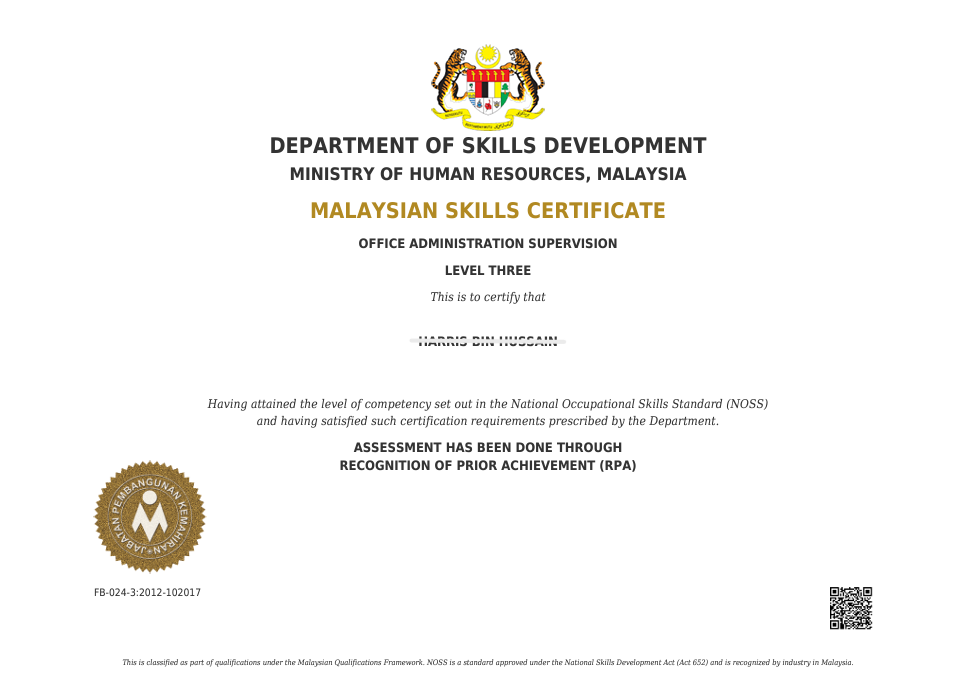 DEPARTMENT OF SKILLS DEVELOPMENT
MINISTRY OF HUMAN RESOURCES, MALAYSIA
MALAYSIAN SKILLS CERTIFICATE
OFFICE ADMINISTRATION SUPERVISION
LEVEL THREE
This is to certify that
HARRIS BIN HUSSAIN
Having attained the level of competency set out in the National Occupational Skills Standard (NOSS)
and having satisfied such certification requirements prescribed by the Department.
ASSESSMENT HAS BEEN DONE THROUGH
RECOGNITION OF PRIOR ACHIEVEMENT (RPA)
JABATAN PEMBANGUNAN KEMAHIRAN
FB-024-3:2012-102017
This is classified as part of qualifications under the Malaysian Qualifications Framework. NOSS is a standard approved under the National Skills Development Act (Act 652) and is recognized by industry in Malaysia.